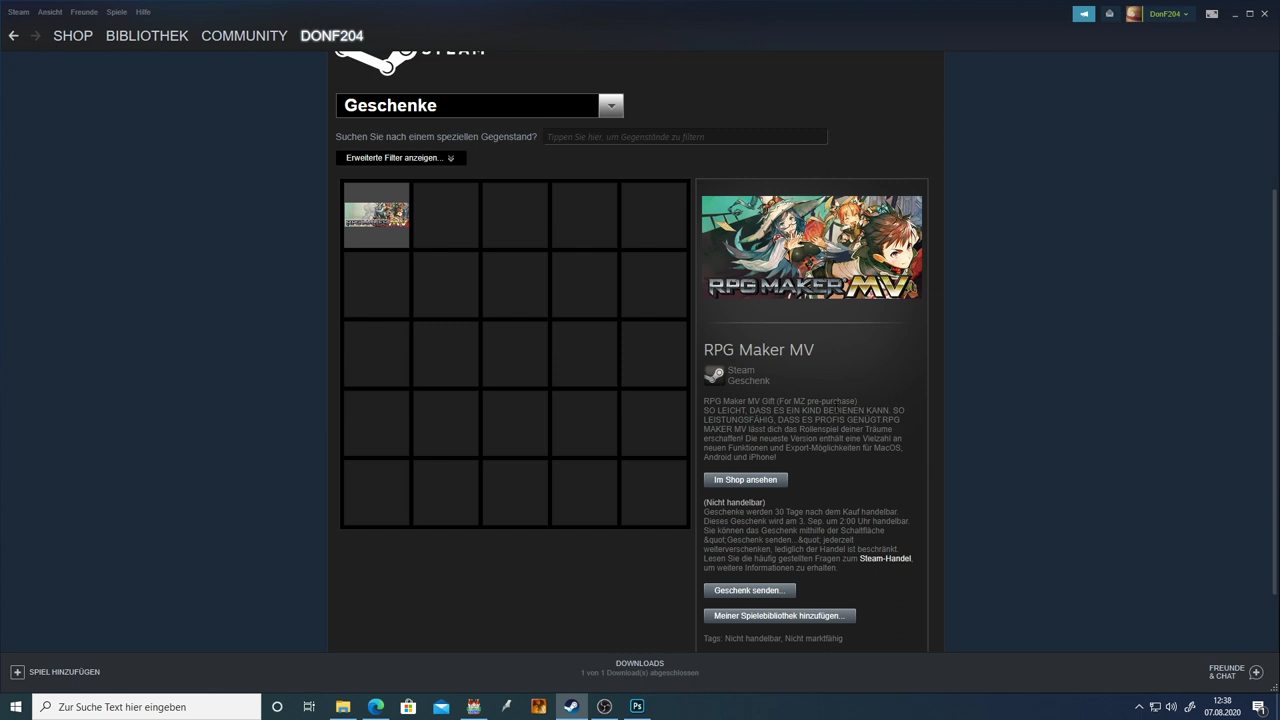 Steam Ansicht Freunde Spiele Hilfe
DonF204
SHOP BIBLIOTHEK COMMUNITY DONF204
STEAM
Geschenke
Suchen Sie nach einem speziellen Gegenstand? Tippen Sie hier, um Gegenstände zu filtern
Erweiterte Filter anzeigen...
RPG MAKER MV
RPG MAKER MV
RPG Maker MV
Steam
Geschenk
RPG Maker MV Gift (For MZ pre-purchase)
SO LEICHT, DASS ES EIN KIND BEDIENEN KANN. SO
LEISTUNGSFÄHIG, DASS ES PROFIS GENÜGT.RPG
MAKER MV lässt dich das Rollenspiel deiner Träume
erschaffen! Die neueste Version enthält eine Vielzahl an
neuen Funktionen und Export-Möglichkeiten für MacOS,
Android und iPhone!
Im Shop ansehen
(Nicht handelbar)
Geschenke werden 30 Tage nach dem Kauf handelbar.
Dieses Geschenk wird am 3. Sep. um 2:00 Uhr handelbar.
Sie können das Geschenk mithilfe der Schaltfläche
&quot;Geschenk senden...&quot; jederzeit
weiterverschenken, lediglich der Handel ist beschränkt.
Lesen Sie die häufig gestellten Fragen zum Steam-Handel,
um weitere Informationen zu erhalten.
Geschenk senden...
Meiner Spielebibliothek hinzufügen...
Tags: Nicht handelbar, Nicht marktfähig
SPIEL HINZUFÜGEN
DOWNLOADS
1 von 1 Download(s) abgeschlossen
FREUNDE
& CHAT
Zur Suche Text hier eingeben
Ps
12:38
07.08.2020
1